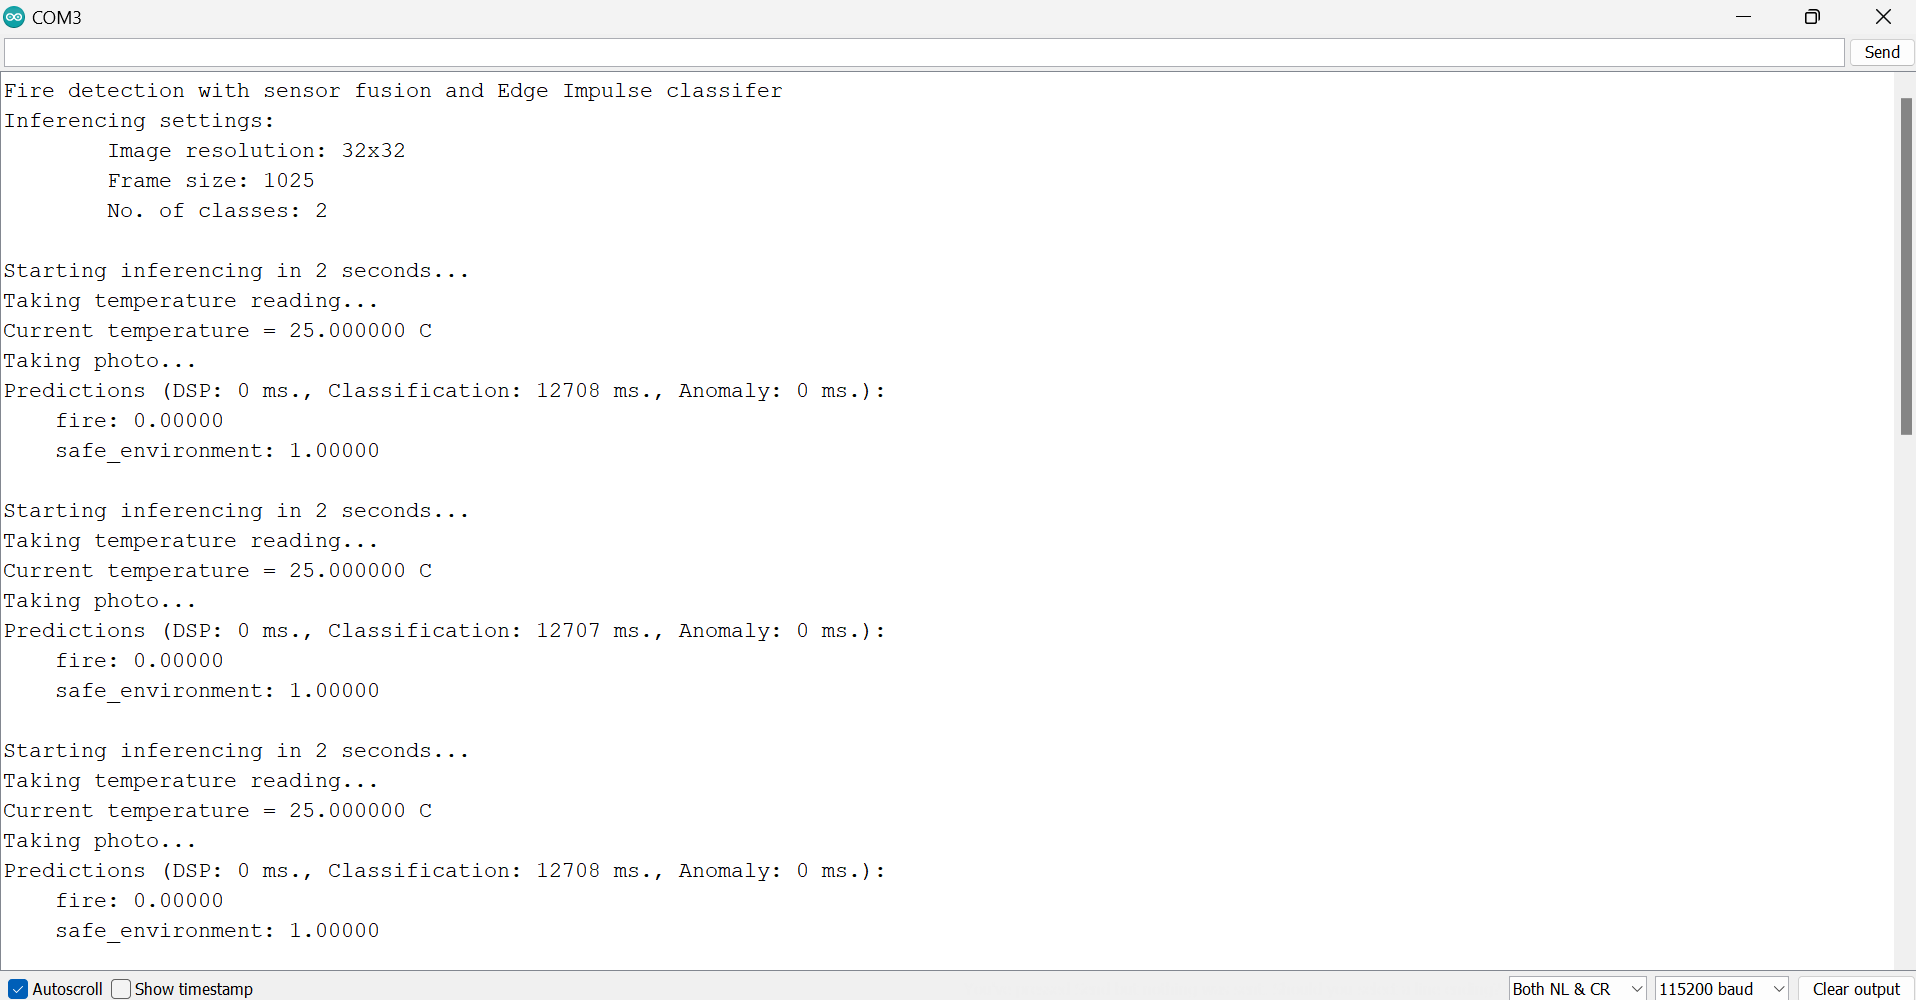 COM3
Send
Fire detection with sensor fusion and Edge Impulse classifer
Inferencing settings:
Image resolution: 32x32
Frame size: 1025
No. of classes: 2
Starting inferencing in 2 seconds...
Taking temperature reading...
Current temperature = 25.000000 C
Taking photo...
Predictions (DSP: 0 ms., Classification: 12708 ms., Anomaly: 0 ms.):
fire: 0.00000
safe_environment: 1.00000
Starting inferencing in 2 seconds...
Taking temperature reading...
Current temperature = 25.000000 C
Taking photo...
Predictions (DSP: 0 ms., Classification: 12707 ms., Anomaly: 0 ms.):
fire: 0.00000
safe_environment: 1.00000
Starting inferencing in 2 seconds...
Taking temperature reading...
Current temperature = 25.000000 C
Taking photo...
Predictions (DSP: 0 ms., Classification: 12708 ms., Anomaly: 0 ms.):
fire: 0.00000
safe_environment: 1.00000
Autoscroll Show timestamp Both NL & CR 115200 baud Clear output